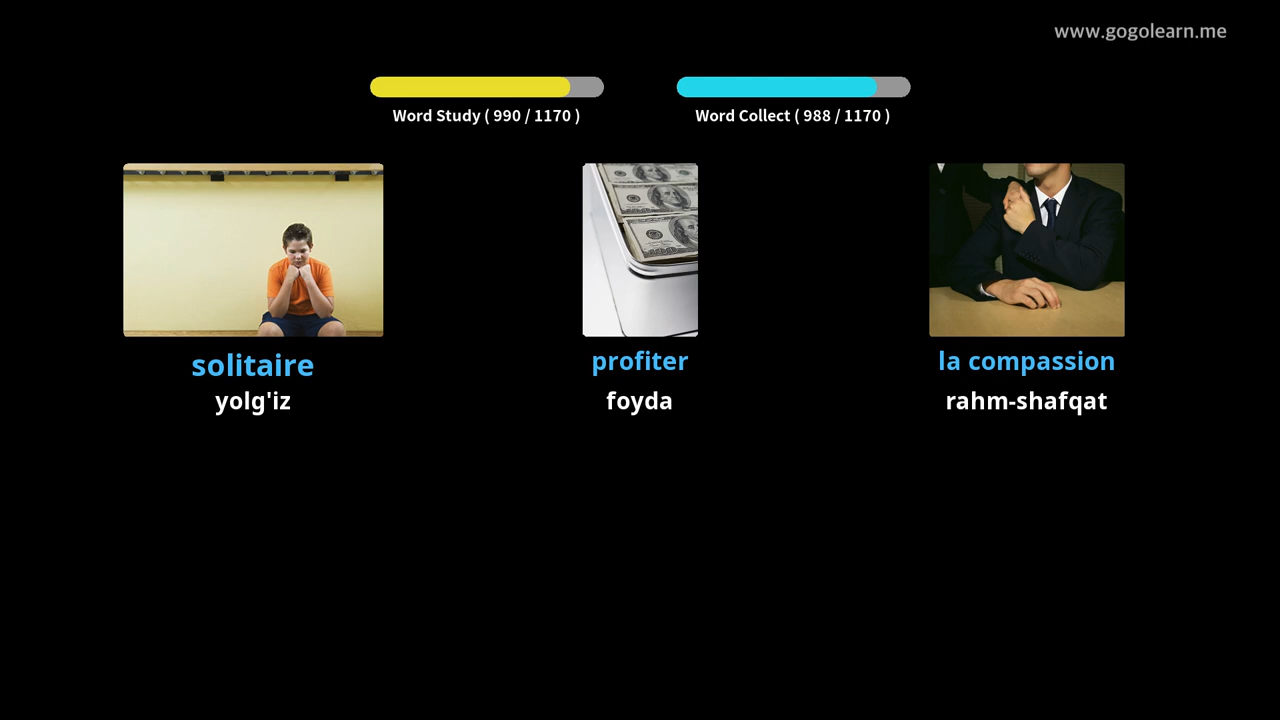 www.gogolearn.me
Word Study ( 990 / 1170 )
Word Collect ( 988 / 1170 )
solitaire
yolg'iz
profiter
foyda
la compassion
rahm-shafqat